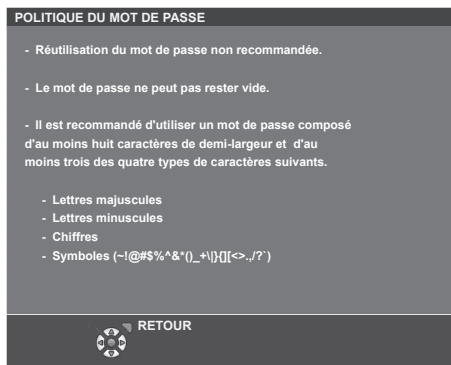 POLITIQUE DU MOT DE PASSE
- Réutilisation du mot de passe non recommandée.
- Le mot de passe ne peut pas rester vide.
- Il est recommandé d'utiliser un mot de passe composé
d'au moins huit caractères de demi-largeur et d'au
moins trois des quatre types de caractères suivants.
- Lettres majuscules
- Lettres minuscules
- Chiffres
- Symboles (~!@#$%^&*()_+\|}{][<>.,/?`)
RETOUR